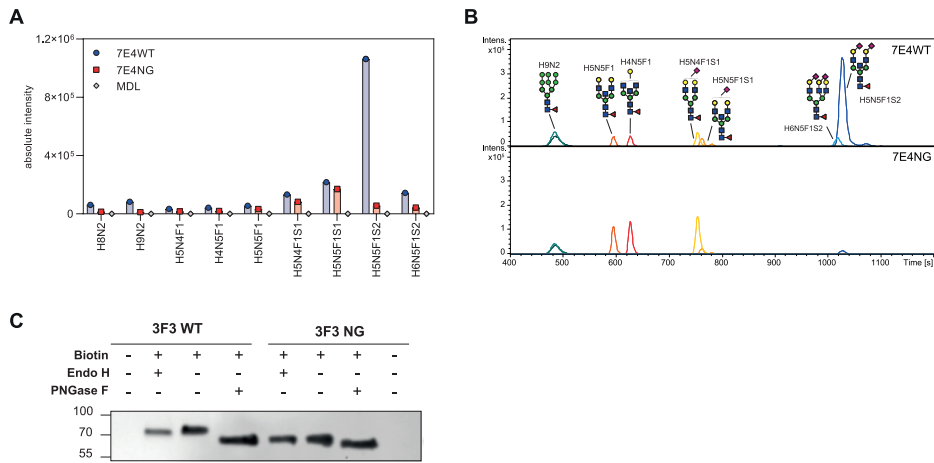 A
1.2×10⁶
8×10⁵
4×10⁵
0
absolute intensity
7E4WT
7E4NG
MDL
H8N2
H9N2
H5N4F1
H4N5F1
H5N5F1
H5N4F1S1
H5N5F1S1
H5N5F1S2
H6N5F1S2
B
Intens.
x10⁶
3
2
1
0
7E4WT
H9N2
H5N5F1
H4N5F1
H5N4F1S1
H5N5F1S1
H6N5F1S2
H5N5F1S2
Intens.
x10⁶
3
2
1
0
7E4NG
400 500 600 700 800 900 1000 1100 Time [s]
C
3F3 WT 3F3 NG
Biotin - + + + + + + -
Endo H - + - - + - - -
PNGase F - - - + - - + -
100
70
55